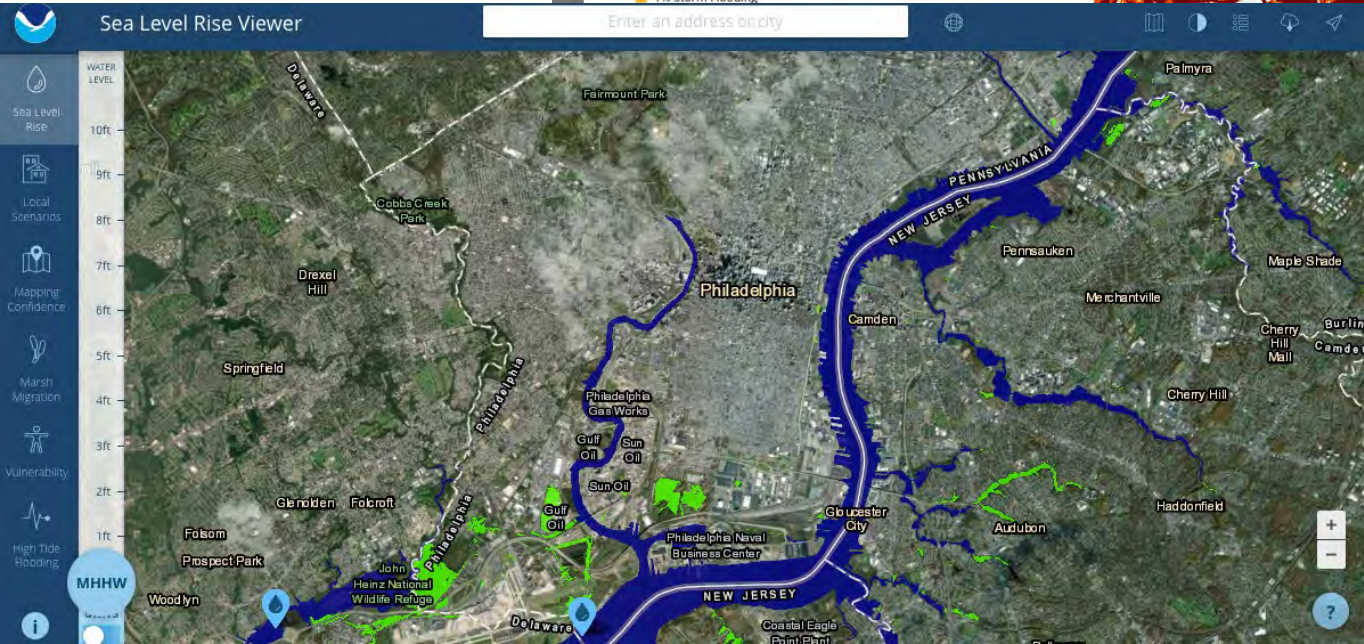 Sea Level Rise Viewer
Enter an address or city
Sea Level
Rise
Local
Scenarios
Mapping
Confidence
Marsh
Migration
Vulnerability
High Tide
Flooding
i
WATER
LEVEL
10ft
9ft
8ft
7ft
6ft
5ft
4ft
3ft
2ft
1ft
MHHW
Delaware
Fairmount Park
Palmyra
PENNSYLVANIA
NEW JERSEY
Cobbs Creek
Park
Pennsauken
Maple Shade
Drexel
Hill
Philadelphia
Merchantville
Camden
Burlin
Camde
Cherry
Hill
Mall
Springfield
Philadelphia
Philadelphia
Gas Works
Cherry Hill
Gulf
Oil
Sun
Oil
Sun Oil
Glenolden
Folcroft
Gulf
Oil
Gloucester
City
Haddonfield
Audubon
Folsom
Philadelphia
Philadelphia Naval
Business Center
Prospect Park
John
Heinz National
Wildlife Refuge
Woodlyn
NEW JERSEY
Delaware
Coastal Eagle
Point Plant
+
−
?